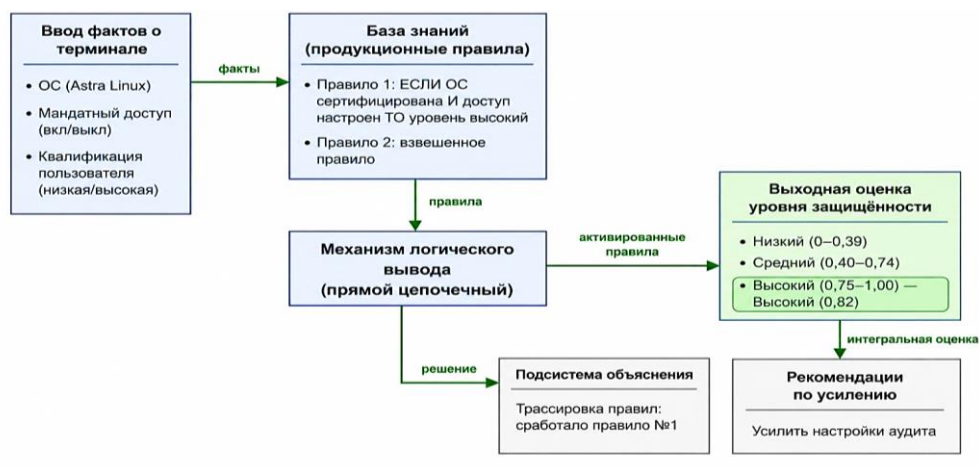 Ввод фактов о
терминале
• ОС (Astra Linux)
• Мандатный доступ
(вкл/выкл)
• Квалификация
пользователя
(низкая/высокая)
факты
База знаний
(продукционные правила)
• Правило 1: ЕСЛИ ОС
сертифицирована И доступ
настроен ТО уровень высокий
• Правило 2: взвешенное
правило
правила
Механизм логического
вывода
(прямой цепочечный)
активированные
правила
Выходная оценка
уровня защищённости
• Низкий (0–0,39)
• Средний (0,40–0,74)
• Высокий (0,75–1,00) —
Высокий (0,82)
интегральная оценка
решение
Подсистема объяснения
Трассировка правил:
сработало правило №1
Рекомендации
по усилению
Усилить настройки аудита